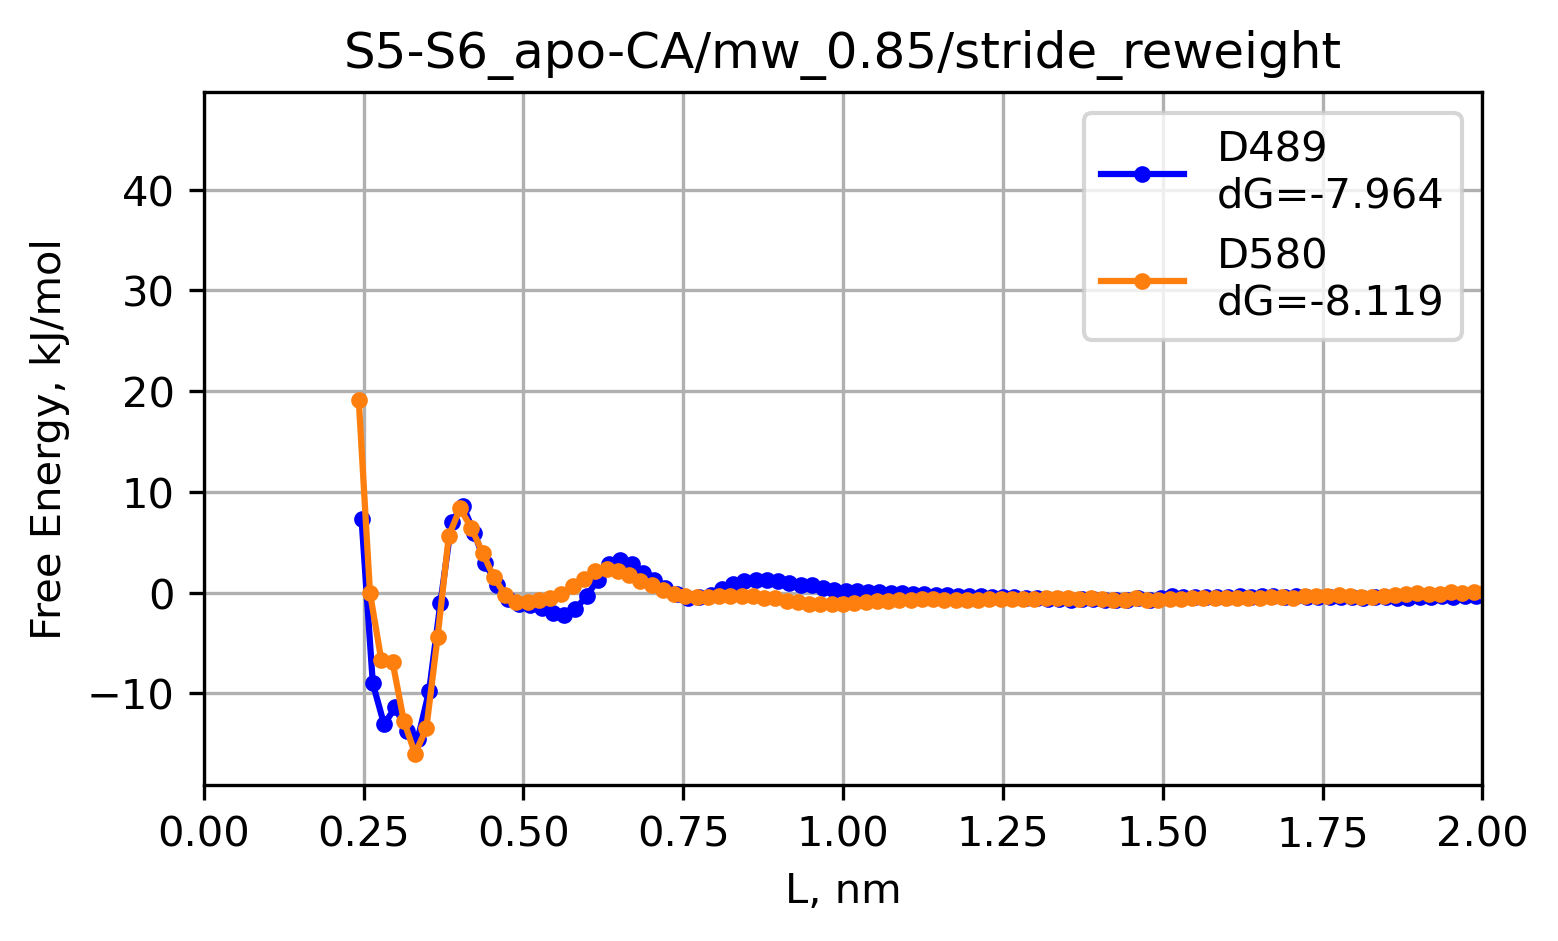 S5-S6_apo-CA/mw_0.85/stride_reweight
D489
dG=-7.964
D580
dG=-8.119
Free Energy, kJ/mol
40
30
20
10
0
−10
0.00 0.25 0.50 0.75 1.00 1.25 1.50 1.75 2.00
L, nm